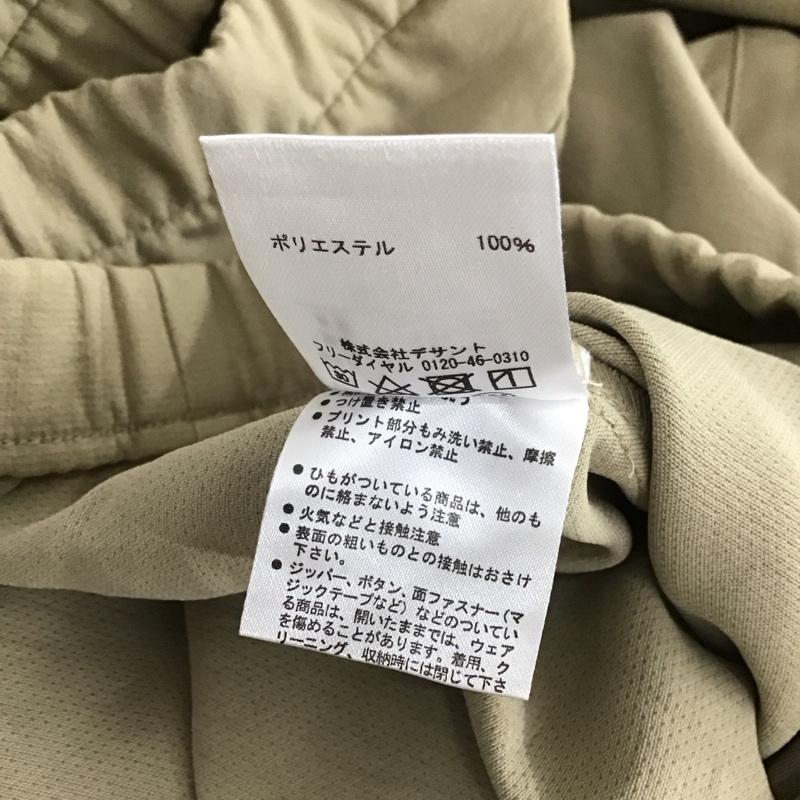 ポリエステル 100%
株式会社デサント
フリーダイヤル 0120-46-0310
● つけ置き禁止
● プリント部分もみ洗い禁止、摩擦
禁止、アイロン禁止
● ひもがついている商品は、他のも
のに絡まないよう注意
● 火気などと接触注意
● 表面の粗いものとの接触はおさけ
下さい。
● ジッパー、ボタン、面ファスナー(マ
ジックテープなど)などのついてい
る商品は、開いたままでは、ウェア
を傷めることがあります。着用、ク
リーニング、収納時には閉じて下さ